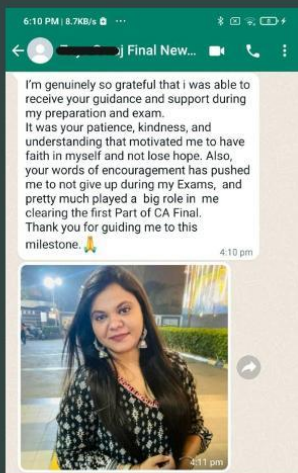 6:10 PM | 8.7KB/s
j Final New...
I'm genuinely so grateful that i was able to
receive your guidance and support during
my preparation and exam.
It was your patience, kindness, and
understanding that motivated me to have
faith in myself and not lose hope. Also,
your words of encouragement has pushed
me to not give up during my Exams, and
pretty much played a big role in me
clearing the first Part of CA Final.
Thank you for guiding me to this
milestone.🙏
4:10 pm
4:11 pm